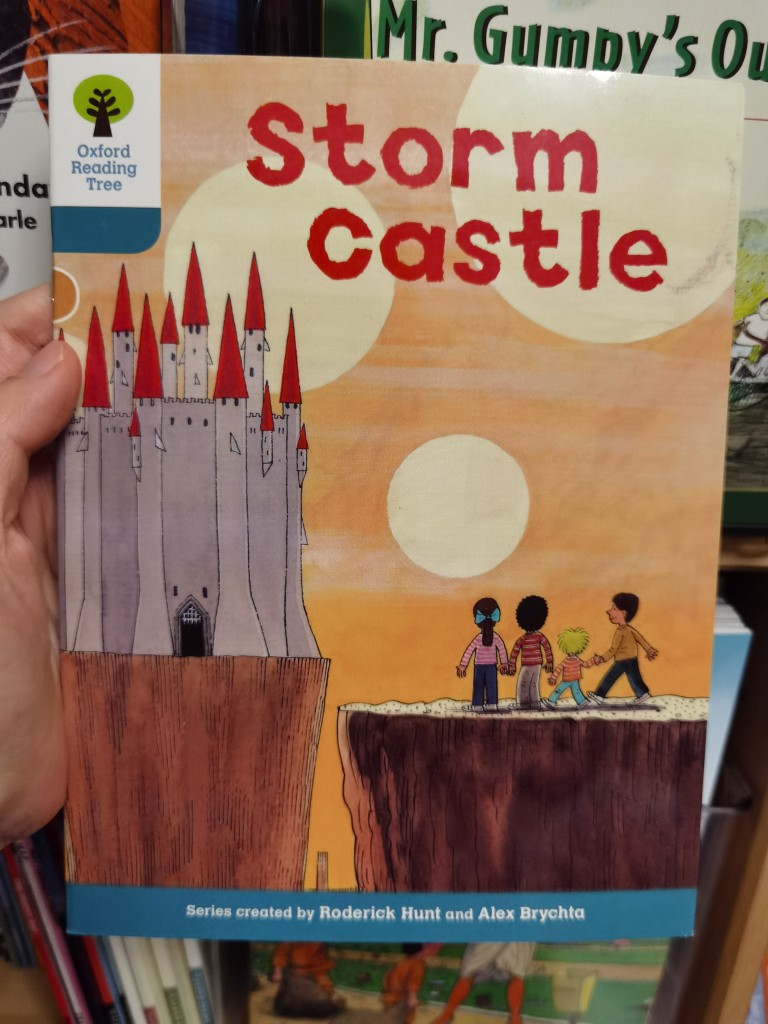 Mr. Gumpy's Ou
Oxford
Reading
Tree
Storm
Castle
nda
arle
Series created by Roderick Hunt and Alex Brychta